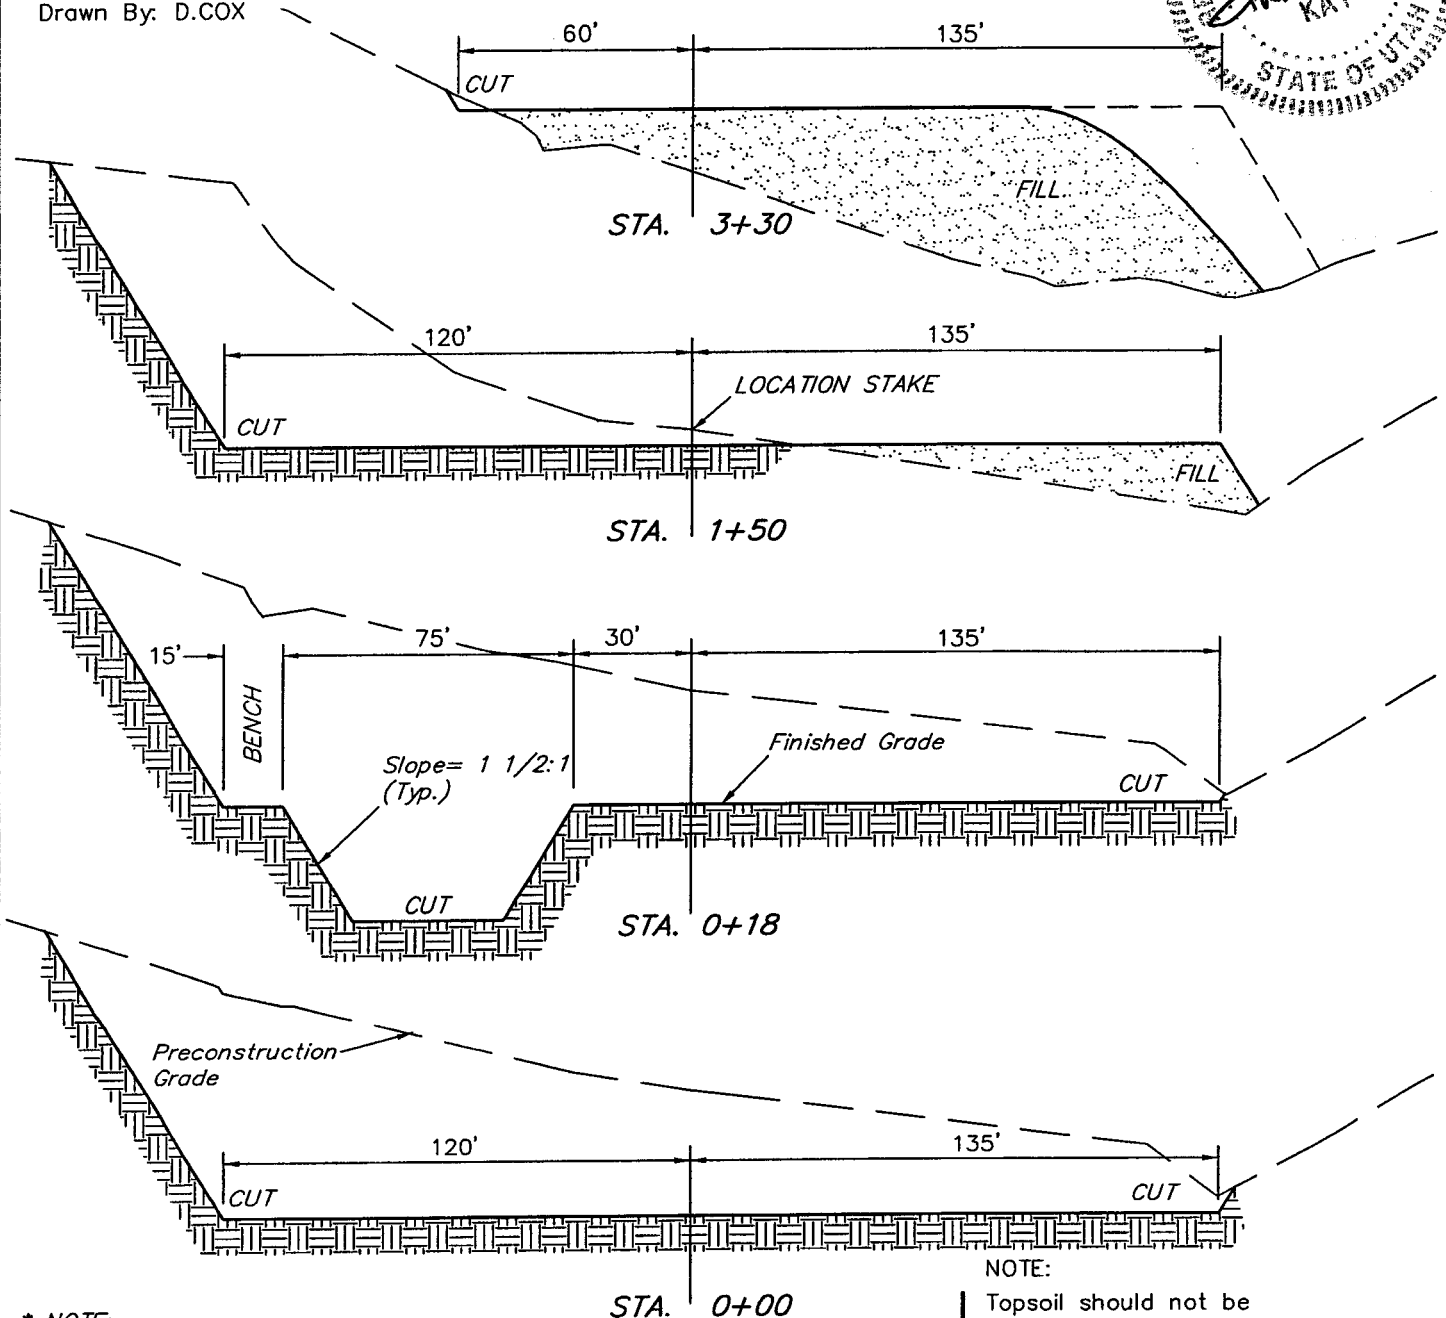 Drawn By: D.COX
60'
135'
CUT
STATE OF UTAH
FILL
STA. 3+30
120'
135'
LOCATION STAKE
CUT
FILL
STA. 1+50
15'
75'
30'
135'
BENCH
Slope= 1 1/2:1
(Typ.)
Finished Grade
CUT
CUT
STA. 0+18
Preconstruction
Grade
120'
135'
CUT
CUT
STA. 0+00
NOTE:
Topsoil should not be
* NOTE: